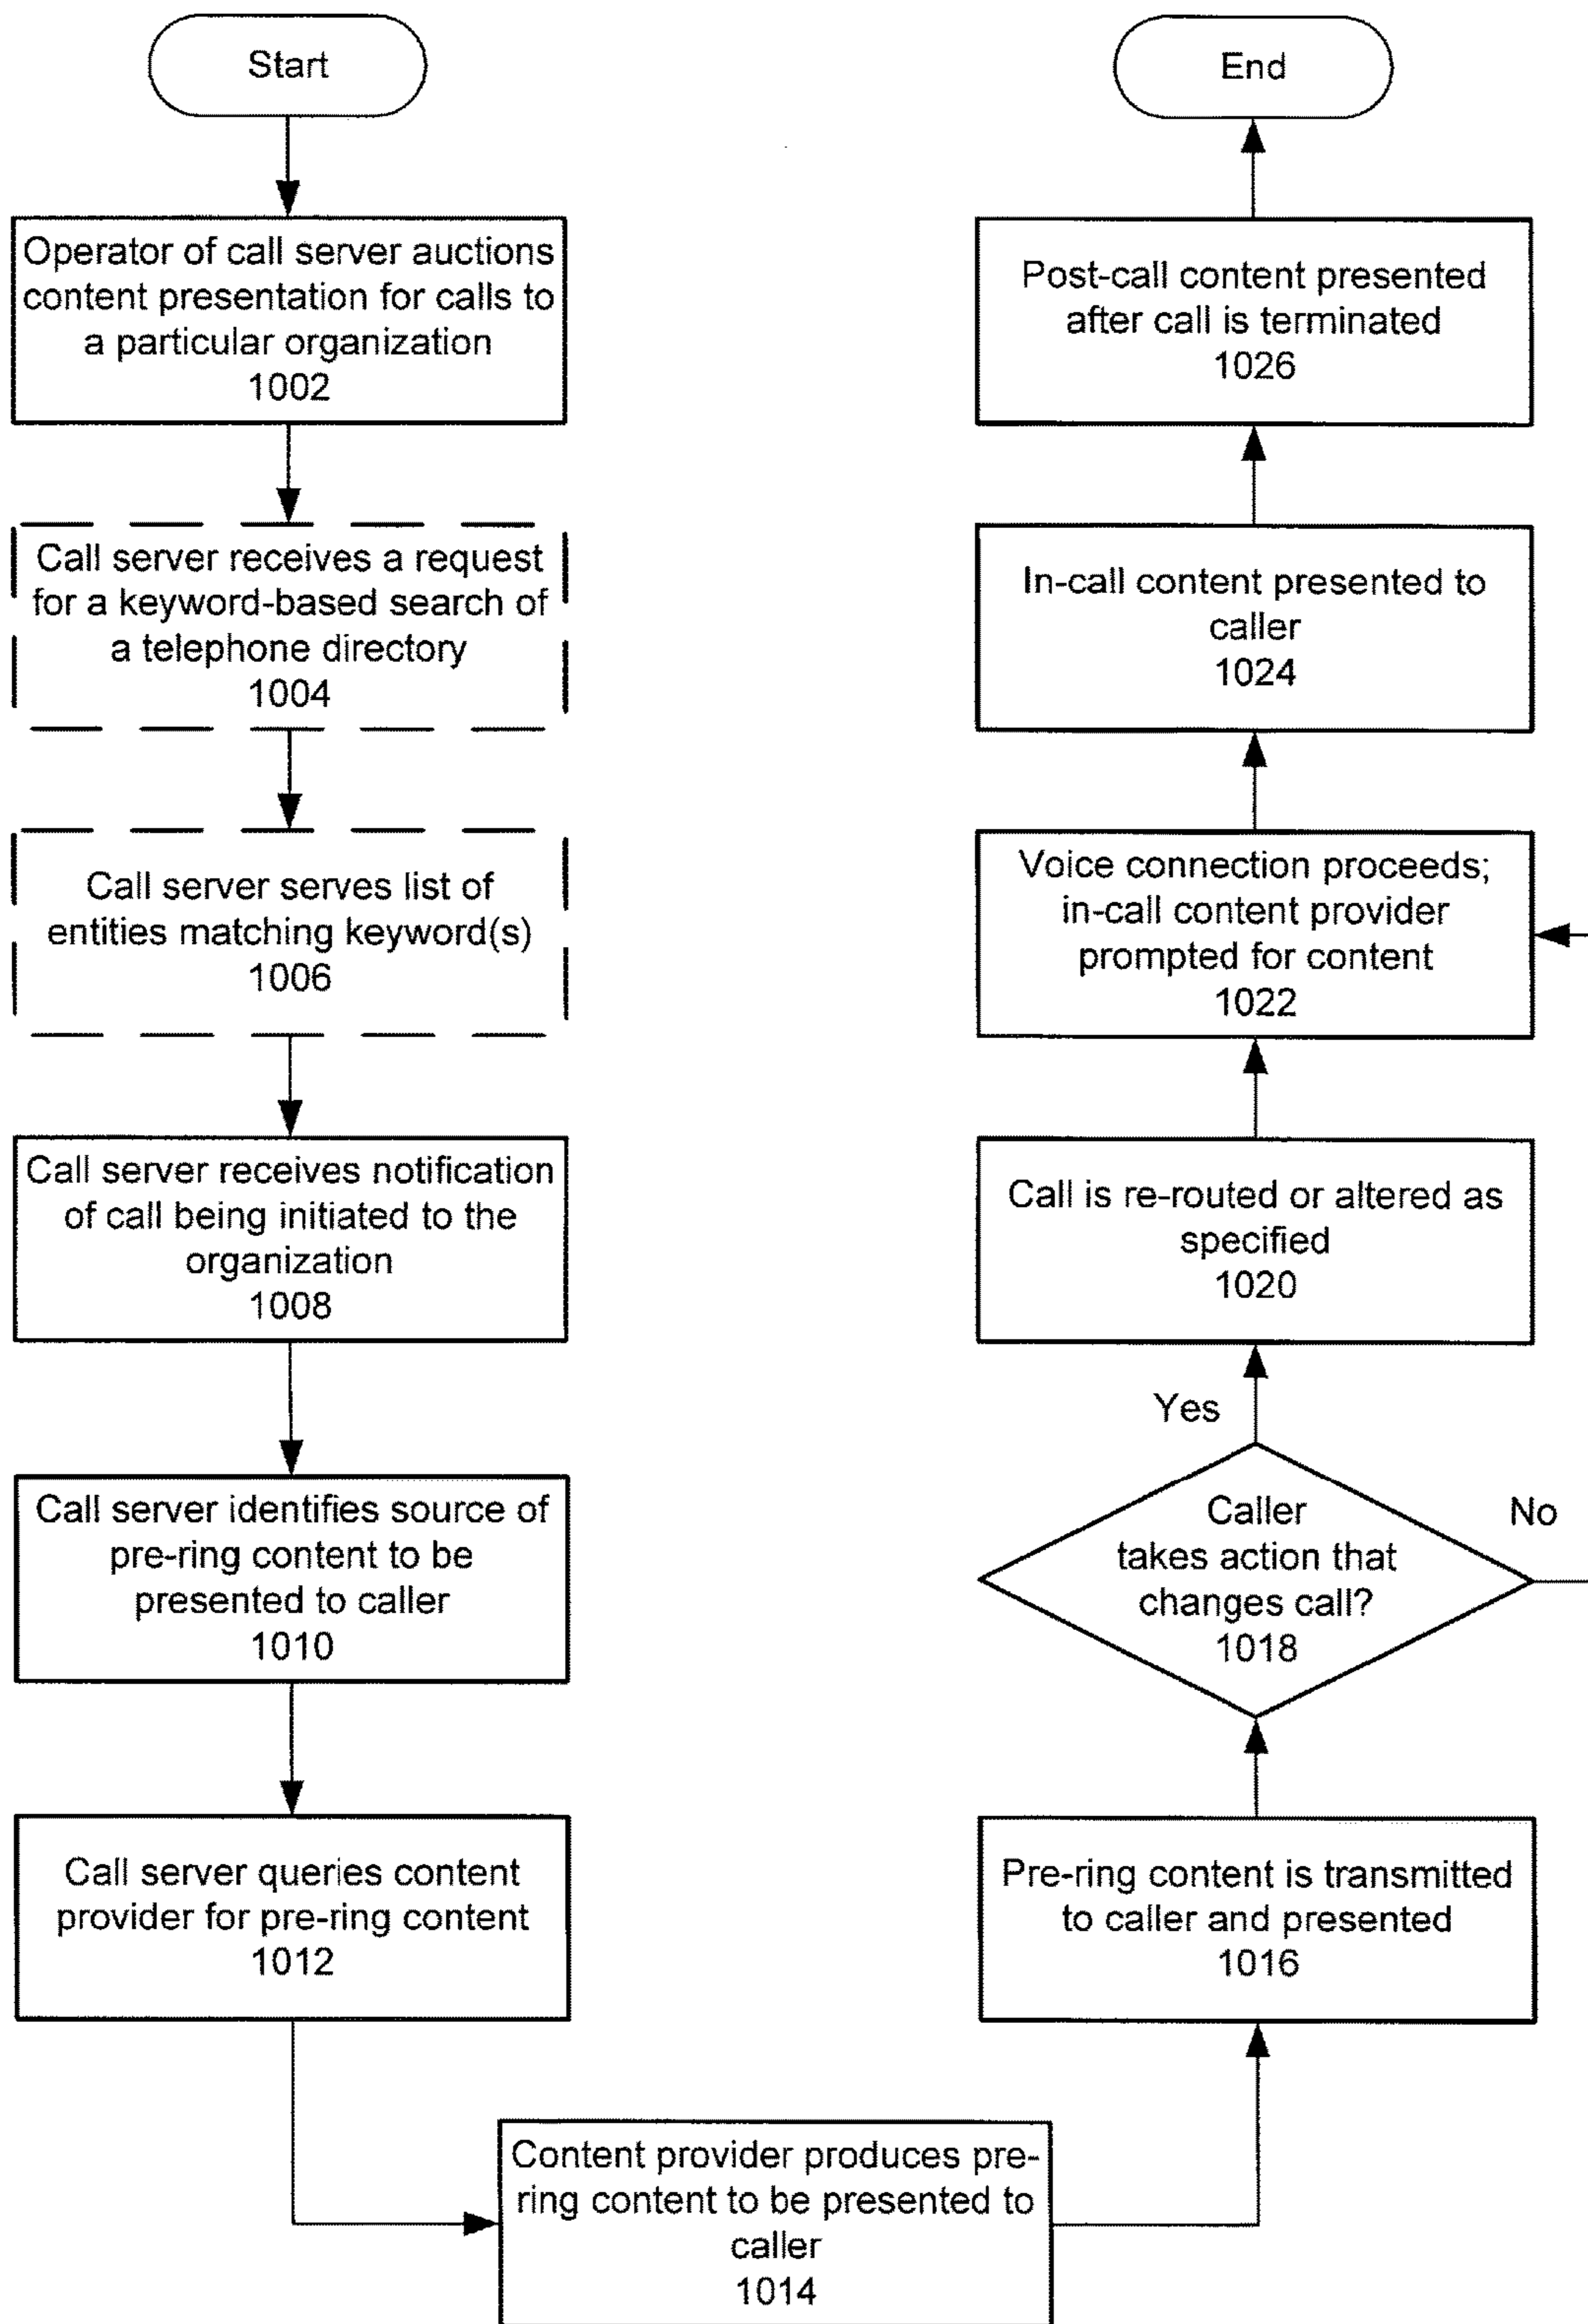 Start
Operator of call server auctions
content presentation for calls to
a particular organization
1002
Call server receives a request
for a keyword-based search of
a telephone directory
1004
Call server serves list of
entities matching keyword(s)
1006
Call server receives notification
of call being initiated to the
organization
1008
Call server identifies source of
pre-ring content to be
presented to caller
1010
Call server queries content
provider for pre-ring content
1012
Content provider produces pre-
ring content to be presented to
caller
1014
Pre-ring content is transmitted
to caller and presented
1016
Caller
takes action that
changes call?
1018
Yes
No
Call is re-routed or altered as
specified
1020
Voice connection proceeds;
in-call content provider
prompted for content
1022
In-call content presented to
caller
1024
Post-call content presented
after call is terminated
1026
End